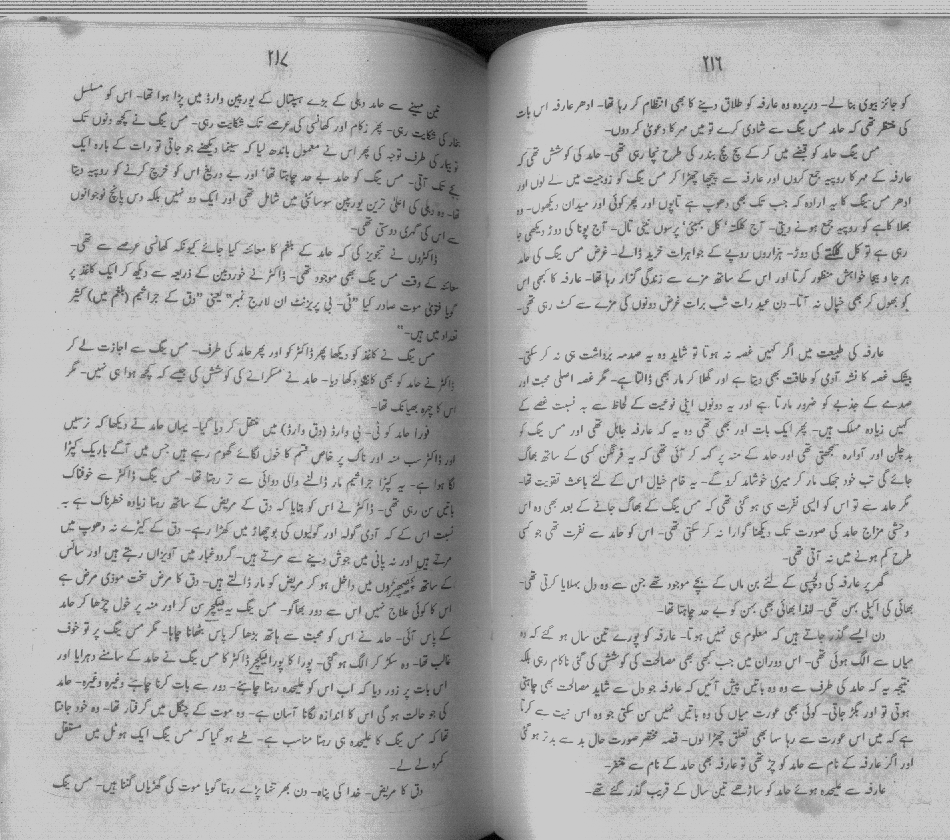 ۲۱۶
کو جائز بیوی بنا لے۔ درپردہ وہ عارفہ کو طلاق دینے کا بھی انتظام کر رہا تھا۔ ادھر عارفہ اس بات
کی منتظر تھی کہ حامد مس ینگ سے شادی کرے تو میں مہر کا دعویٰ کر دوں۔
مس ینگ حامد کو قبضے میں کر کے سچ مچ بندر کی طرح نچا رہی تھی۔ حامد کی کوشش تھی کہ
عارفہ کے مہر کا روپیہ جمع کروں اور عارفہ سے پیچھا چھڑا کر مس ینگ کو زوجیت میں لے لوں اور
ادھر مس ینگ کا یہ ارادہ کہ جب تک بھی دھوپ ہے تاپوں اور پھر کوئی اور میدان دیکھوں۔ وہ
بھلا کاہے کو روپیہ جمع ہونے دیتی۔ آج کلکتہ، کل بمبئی، پرسوں نینی تال۔ آج پونا کی دوڑ دیکھی جا
رہی ہے تو کل کلکتے کی دوڑ۔ ہزاروں روپے کے جواہرات خرید ڈالے۔ غرض مس ینگ کی حامد
ہر جا و بیجا خواہش منظور کرتا اور اس کے ساتھ مزے سے زندگی گزار رہا تھا۔ عارفہ کا کبھی اس
کو بھول کر بھی خیال نہ آتا۔ دن عید رات شب برات غرض دونوں کی مزے سے کٹ رہی تھی۔
عارفہ کی طبیعت میں اگر کہیں غصہ نہ ہوتا تو شاید وہ یہ صدمہ برداشت ہی نہ کر سکتی۔
بیشک غصہ کا نشہ آدمی کو طاقت بھی دیتا ہے اور گھلا کر مار بھی ڈالتا ہے۔ مگر غصہ اصلی محبت اور
صدمے کے جذبے کو ضرور مارتا ہے اور یہ دونوں اپنی نوعیت کے لحاظ سے بہ نسبت غصے کے
کہیں زیادہ مہلک ہیں۔ پھر ایک بات اور بھی تھی وہ یہ کہ عارفہ جاہل تھی اور مس ینگ کو
بدچلن اور آوارہ سمجھتی تھی اور حامد کے منہ پر کہہ کر آئی تھی کہ یہ فرنگن کسی کے ساتھ بھاگ
جائے گی تب خود جھک مار کر میری خوشامد کرو گے۔ یہ خام خیال اس کے لئے باعث تقویت تھا۔
مگر حامد سے تو اس کو ایسی نفرت سی ہو گئی تھی کہ مس ینگ کے بھاگ جانے کے بعد بھی وہ اس
وحشی مزاج حامد کی صورت تک دیکھنا گوارا نہ کر سکتی تھی۔ اس کو حامد سے نفرت تھی جو کسی
طرح کم ہونے میں نہ آتی تھی۔
گھر پر عارفہ کی دلچسپی کے لئے بن ماں کے بچے موجود تھے جن سے وہ دل بہلایا کرتی تھی۔
بھائی کی اکیلی بہن تھی۔ لہٰذا بھائی بھی بہن کو بے حد چاہتا تھا۔
دن ایسے گذر جاتے ہیں کہ معلوم ہی نہیں ہوتا۔ عارفہ کو پورے تین سال ہو گئے کہ وہ
میاں سے الگ ہوئی تھی۔ اس دوران میں جب کبھی بھی مصالحت کی کوشش کی گئی ناکام رہی بلکہ
نتیجہ یہ کہ حامد کی طرف سے وہ وہ باتیں پیش آئیں کہ عارفہ جو دل سے شاید مصالحت بھی چاہتی
ہوتی تو اور بگڑ جاتی۔ کوئی بھی عورت میاں کی وہ باتیں نہیں سن سکتی جو وہ اس نیت سے کرتا
ہے کہ میں اس عورت سے رہا سہا بھی تعلق چھڑا لوں۔ قصہ مختصر صورت حال بد سے بدتر ہو گئی
اور اگر عارفہ کے نام سے حامد کو چڑ تھی تو عارفہ بھی حامد کے نام سے متنفر۔
عارفہ سے علیحدہ ہوئے حامد کو ساڑھے تین سال کے قریب گذر گئے تھے۔
۲۱۷
تین مہینے سے حامد دہلی کے بڑے ہسپتال کے یورپین وارڈ میں پڑا ہوا تھا۔ اس کو مسلسل
بخار کی شکایت رہی۔ پھر زکام اور کھانسی کی عرصے تک شکایت رہی۔ مس ینگ نے کچھ دنوں تک
تو بیمار کی طرف توجہ کی پھر اس نے معمول باندھ لیا کہ سینما دیکھنے جو جاتی تو رات کے بارہ ایک
بجے تک آتی۔ مس ینگ کو حامد بے حد چاہتا تھا، اور بے دریغ اس کو خرچ کرنے کو روپیہ دیتا
تھا۔ وہ دہلی کی اعلیٰ ترین یورپین سوسائٹی میں شامل تھی اور ایک دو نہیں بلکہ دس پانچ نوجوانوں
سے اس کی گہری دوستی تھی۔
ڈاکٹروں نے تجویز کی کہ حامد کے بلغم کا معائنہ کیا جائے کیونکہ کھانسی عرصے سے تھی۔
معائنہ کے وقت مس ینگ بھی موجود تھی۔ ڈاکٹر نے خوردبین کے ذریعہ سے دیکھ کر ایک کاغذ پر
گویا فتویٰ موت صادر کیا "ٹی۔ بی پریزنٹ ان لارج نمبر" یعنی "دق کے جراثیم (بلغم میں) کثیر
تعداد میں ہیں۔"
مس ینگ نے کاغذ کو دیکھا پھر ڈاکٹر کو اور پھر حامد کی طرف۔ مس ینگ سے اجازت لے کر
ڈاکٹر نے حامد کو بھی کاغذ دکھا دیا۔ حامد نے مسکرانے کی کوشش کی جیسے کہ کچھ ہوا ہی نہیں۔ مگر
اس کا چہرہ بھیانک تھا۔
فوراً حامد کو ٹی۔ بی وارڈ (دق وارڈ) میں منتقل کر دیا گیا۔ یہاں حامد نے دیکھا کہ نرسیں
اور ڈاکٹر سب منہ اور ناک پر خاص قسم کا خول لگائے گھوم رہے ہیں جس میں آگے باریک کپڑا
لگا ہوا ہے۔ یہ کپڑا جراثیم مار ڈالنے والی دوائی سے تر رہتا تھا۔ مس ینگ ڈاکٹر سے خوفناک
باتیں سن رہی تھی۔ ڈاکٹر نے اس کو بتایا کہ دق کے مریض کے ساتھ رہنا زیادہ خطرناک ہے بہ
نسبت اس کے کہ آدمی گولہ اور گولیوں کی بوچھاڑ میں کھڑا رہے۔ دق کے کیڑے نہ دھوپ میں
مرتے ہیں اور نہ پانی میں جوش دینے سے مرتے ہیں۔ گردوغبار میں آویزاں رہتے ہیں اور سانس
کے ساتھ پھیپھڑوں میں داخل ہو کر مریض کو مار ڈالتے ہیں۔ دق کا مرض سخت موذی مرض ہے
اس کا کوئی علاج نہیں اس سے دور بھاگو۔ مس ینگ یہ لیکچر سن کر اور منہ پر خول چڑھا کر حامد
کے پاس آئی۔ حامد نے اس کو محبت سے ہاتھ بڑھا کر پاس بٹھانا چاہا۔ مگر مس ینگ پر تو خوف
غالب تھا۔ وہ سکڑ کر الگ ہو گئی۔ پورا کا پورا لیکچر ڈاکٹر کا مس ینگ نے حامد کے سامنے دہرایا اور
اس بات پر زور دیا کہ اب اس کو علیحدہ رہنا چاہئے۔ دور سے بات کرنا چاہئے وغیرہ وغیرہ۔ حامد
کی جو حالت ہو گی اس کا اندازہ لگانا آسان ہے۔ وہ موت کے چنگل میں گرفتار تھا۔ وہ خود جانتا
تھا کہ مس ینگ کا علیحدہ ہی رہنا مناسب ہے۔ طے ہو گیا کہ مس ینگ ایک ہوٹل میں مستقل
کمرہ لے لے۔
دق کا مریض۔ خدا کی پناہ۔ دن بھر تنہا پڑے رہنا گویا موت کی گھڑیاں گننا ہیں۔ مس ینگ